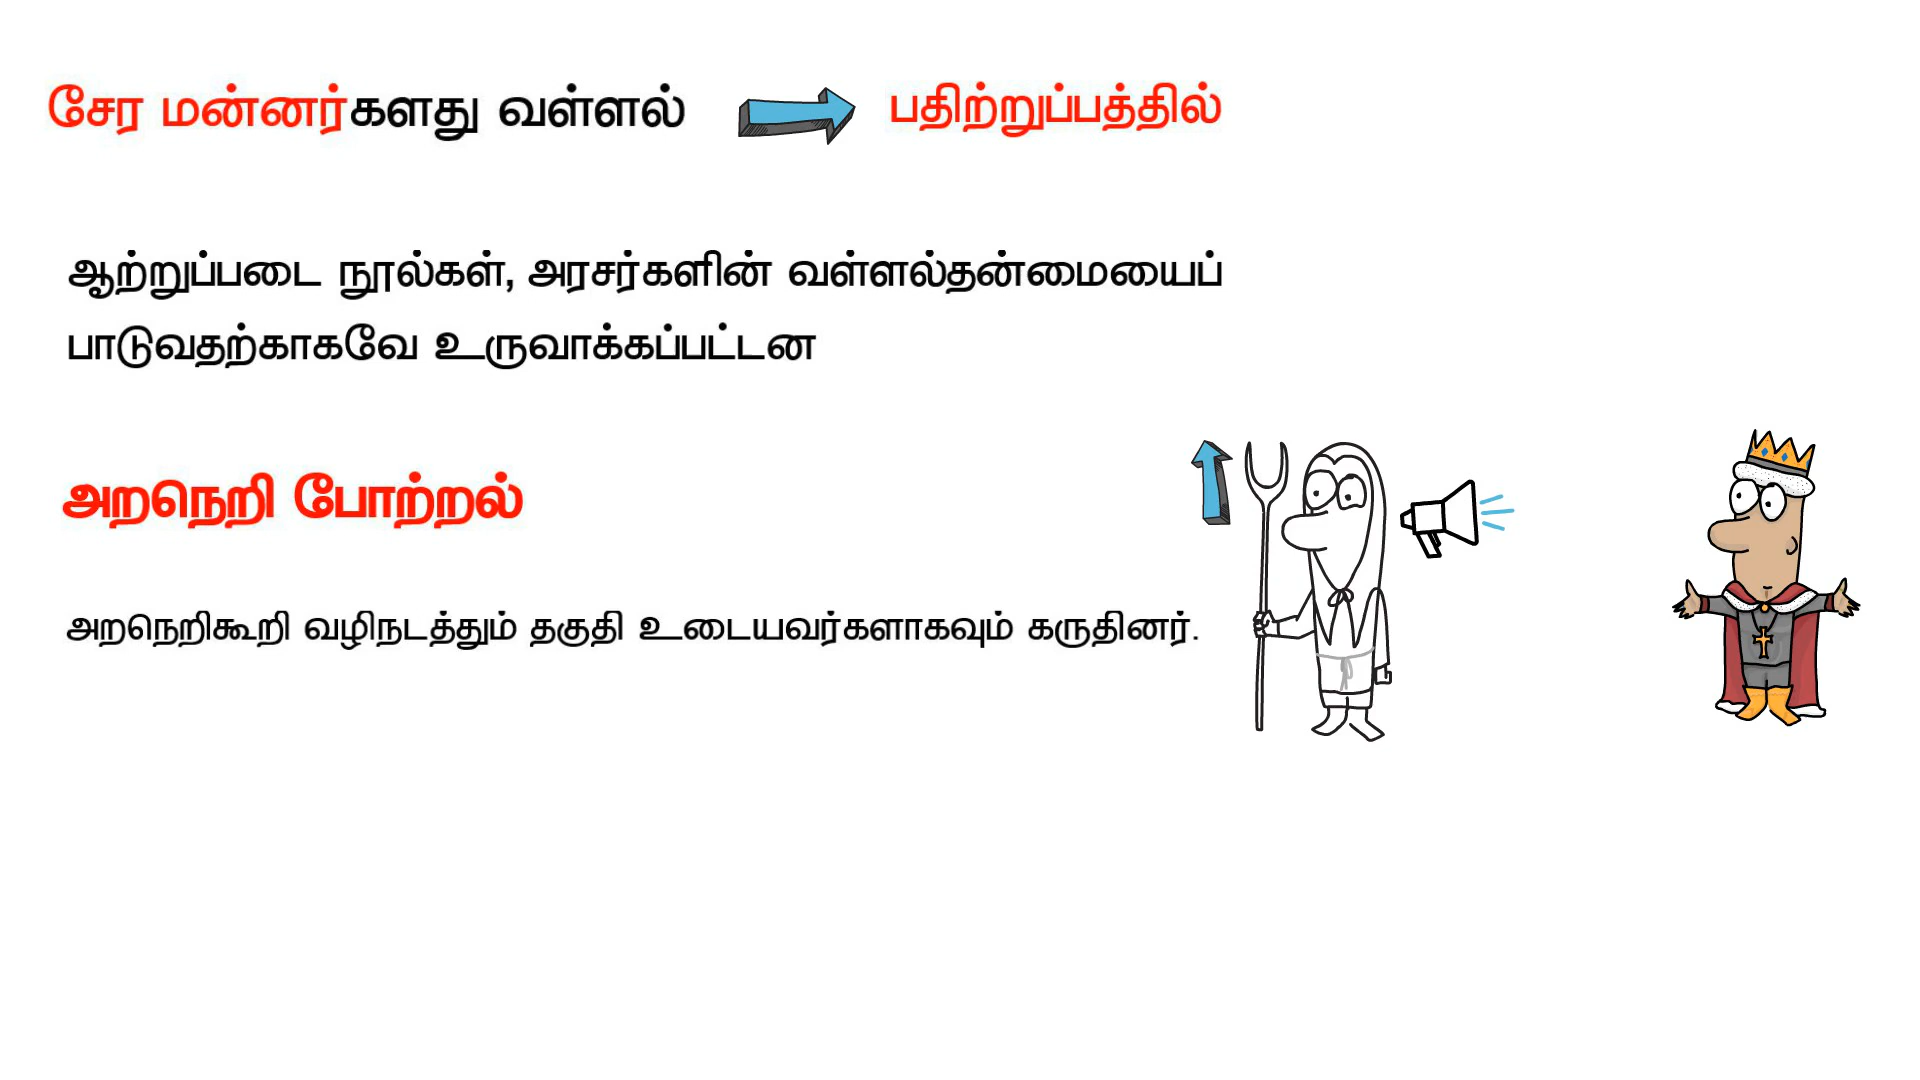 சேர மன்னர்களது வள்ளல் பதிற்றுப்பத்தில்
ஆற்றுப்படை நூல்கள், அரசர்களின் வள்ளல்தன்மையைப்
பாடுவதற்காகவே உருவாக்கப்பட்டன
அறநெறி போற்றல்
அறநெறிகூறி வழிநடத்தும் தகுதி உடையவர்களாகவும் கருதினர்.